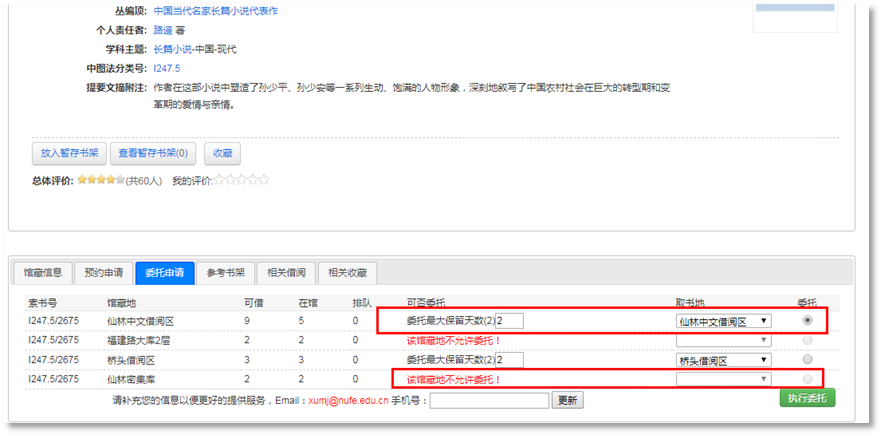 丛编项: 中国当代名家长篇小说代表作
个人责任者: 路遥 著
学科主题: 长篇小说-中国-现代
中图法分类号: I247.5
提要文摘附注: 作者在这部小说中塑造了孙少平、孙少安等一系列生动、饱满的人物形象，深刻地叙写了中国农村社会在巨大的转型期和变
革期的爱情与亲情。
放入暂存书架 查看暂存书架(0) 收藏
总体评价: (共60人) 我的评价:
馆藏信息 预约申请 委托申请 参考书架 相关借阅 相关收藏
索书号 馆藏地 可借 在馆 排队 可否委托 取书地 委托
I247.5/2675 仙林中文借阅区 9 5 0 委托最大保留天数(2) 2 仙林中文借阅区
I247.5/2675 福建路大库2层 2 2 0 该馆藏地不允许委托！
I247.5/2675 桥头借阅区 3 3 0 委托最大保留天数(2) 2 桥头借阅区
I247.5/2675 仙林密集库 2 2 0 该馆藏地不允许委托！
请补充您的信息以便更好的提供服务，Email：xumj@nufe.edu.cn 手机号： 更新 执行委托